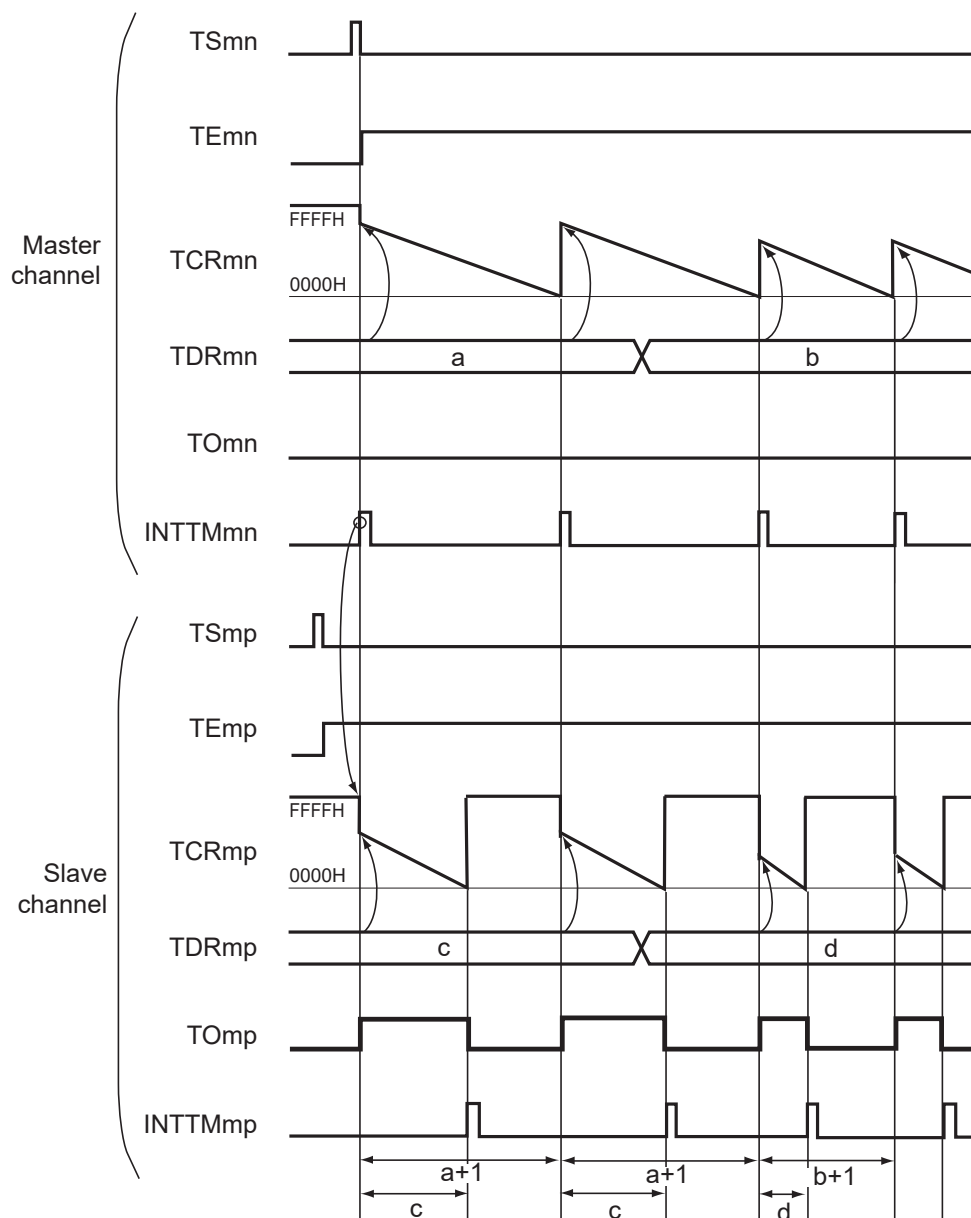 TSmn
TEmn
FFFFH
Master
channel
TCRmn
0000H
TDRmn
a
b
TOmn
INTTMmn
TSmp
TEmp
FFFFH
TCRmp
0000H
Slave
channel
TDRmp
c
d
TOmp
INTTMmp
a+1
a+1
b+1
c
c
d